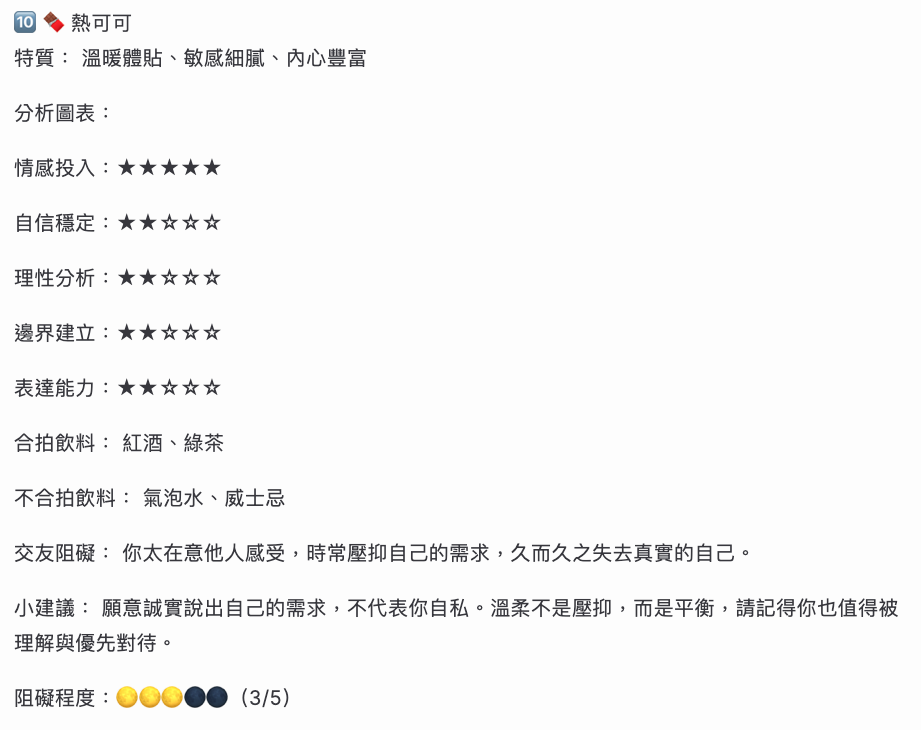 🔟 🍫 熱可可
特質： 溫暖體貼、敏感細膩、內心豐富
分析圖表：
情感投入：★★★★★
自信穩定：★★☆☆☆
理性分析：★★☆☆☆
邊界建立：★★☆☆☆
表達能力：★★☆☆☆
合拍飲料： 紅酒、綠茶
不合拍飲料： 氣泡水、威士忌
交友阻礙： 你太在意他人感受，時常壓抑自己的需求，久而久之失去真實的自己。
小建議： 願意誠實說出自己的需求，不代表你自私。溫柔不是壓抑，而是平衡，請記得你也值得被
理解與優先對待。
阻礙程度：🌕🌕🌕🌑🌑（3/5）